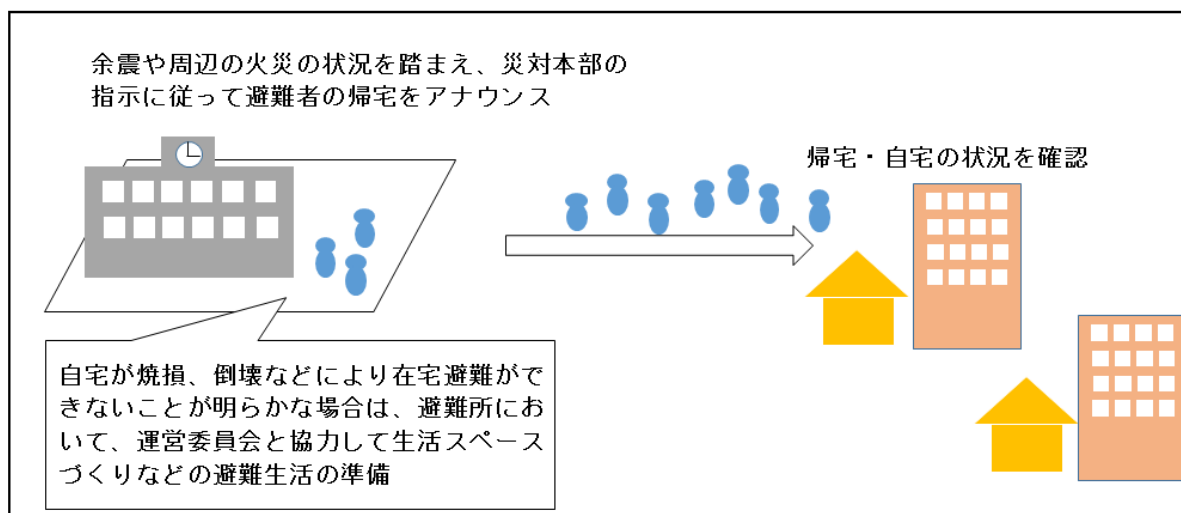 余震や周辺の火災の状況を踏まえ、災対本部の
指示に従って避難者の帰宅をアナウンス
帰宅・自宅の状況を確認
自宅が焼損、倒壊などにより在宅避難がで
きないことが明らかな場合は、避難所にお
いて、運営委員会と協力して生活スペース
づくりなどの避難生活の準備